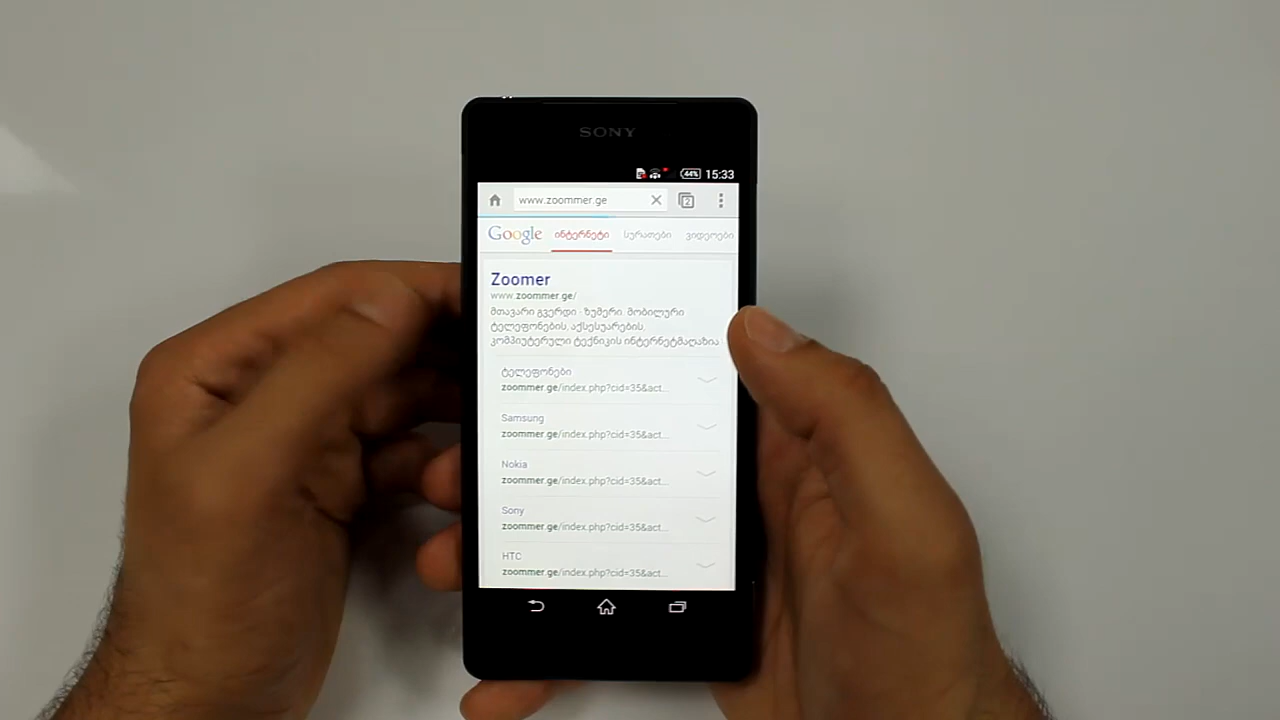 SONY
44% 15:33
www.zoommer.ge 2
Google ინტერნეტი სურათები ვიდეოები
Zoomer
www.zoommer.ge/
მთავარი გვერდი · ზუმერი. მობილური
ტელეფონების, აქსესუარების,
კომპიუტერული ტექნიკის ინტერნეტმაღაზია
ტელეფონები
zoommer.ge/index.php?cid=35&act...
Samsung
zoommer.ge/index.php?cid=35&act...
Nokia
zoommer.ge/index.php?cid=35&act...
Sony
zoommer.ge/index.php?cid=35&act...
HTC
zoommer.ge/index.php?cid=35&act...